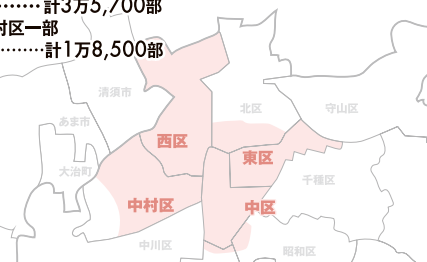 ‥‥‥‥計3万5,700部
村区一部
‥‥‥‥計1万8,500部
清須市
北区
守山区
あま市
西区
東区
大治町
千種区
中村区
中区
中川区
昭和区